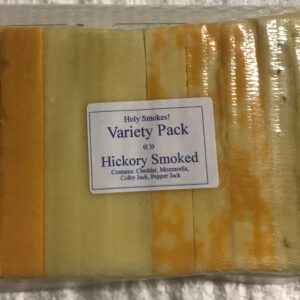 Holy Smokes!
Variety Pack
«o»
Hickory Smoked
Contains: Cheddar, Mozzarella,
Colby Jack, Pepper Jack